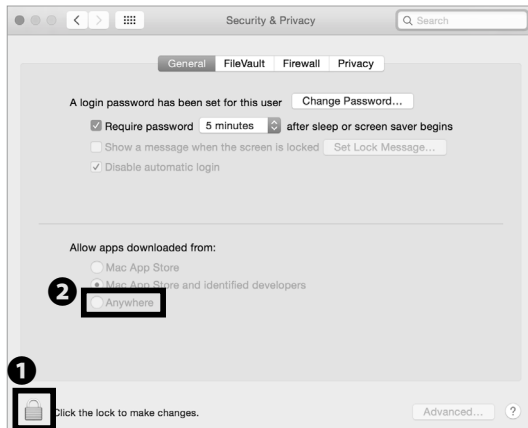 Security & Privacy
Search
General FileVault Firewall Privacy
A login password has been set for this user Change Password...
Require password 5 minutes after sleep or screen saver begins
Show a message when the screen is locked Set Lock Message...
Disable automatic login
Allow apps downloaded from:
Mac App Store
Mac App Store and identified developers
2
Anywhere
1
Click the lock to make changes.
Advanced... ?